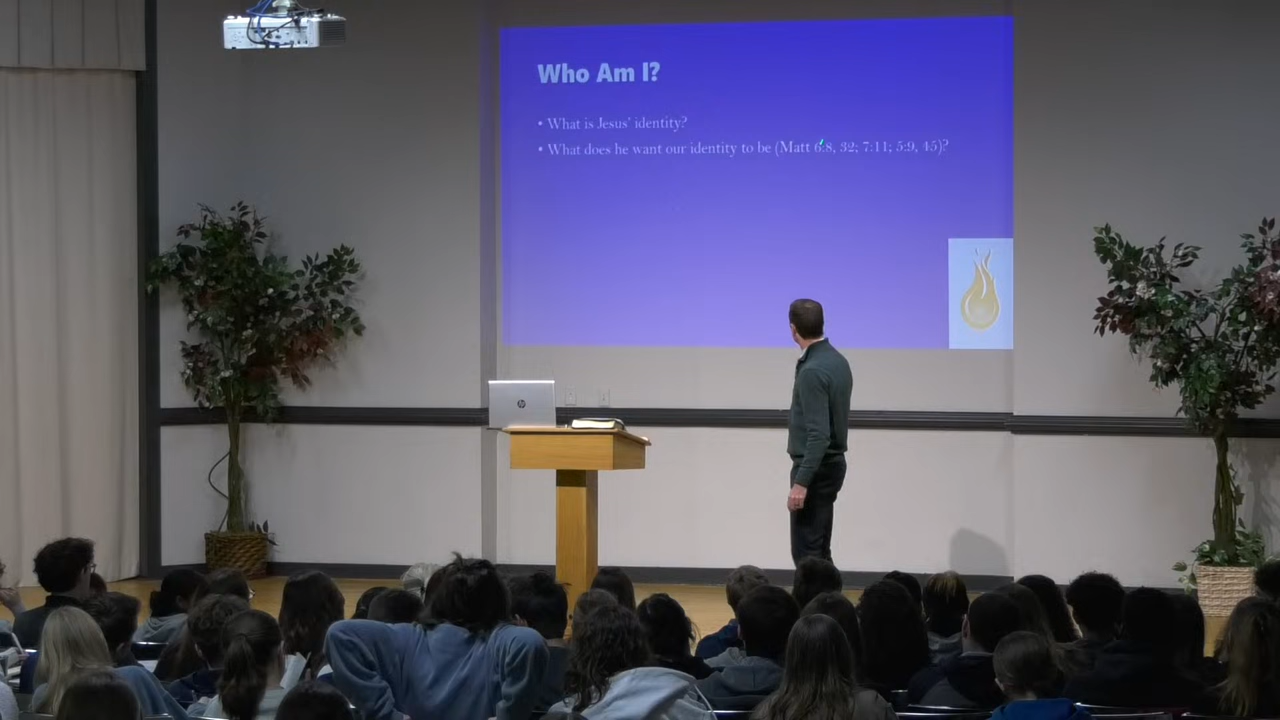 Who Am I?
• What is Jesus' identity?
• What does he want our identity to be (Matt 6:8, 32; 7:11; 5:9, 45)?
hp